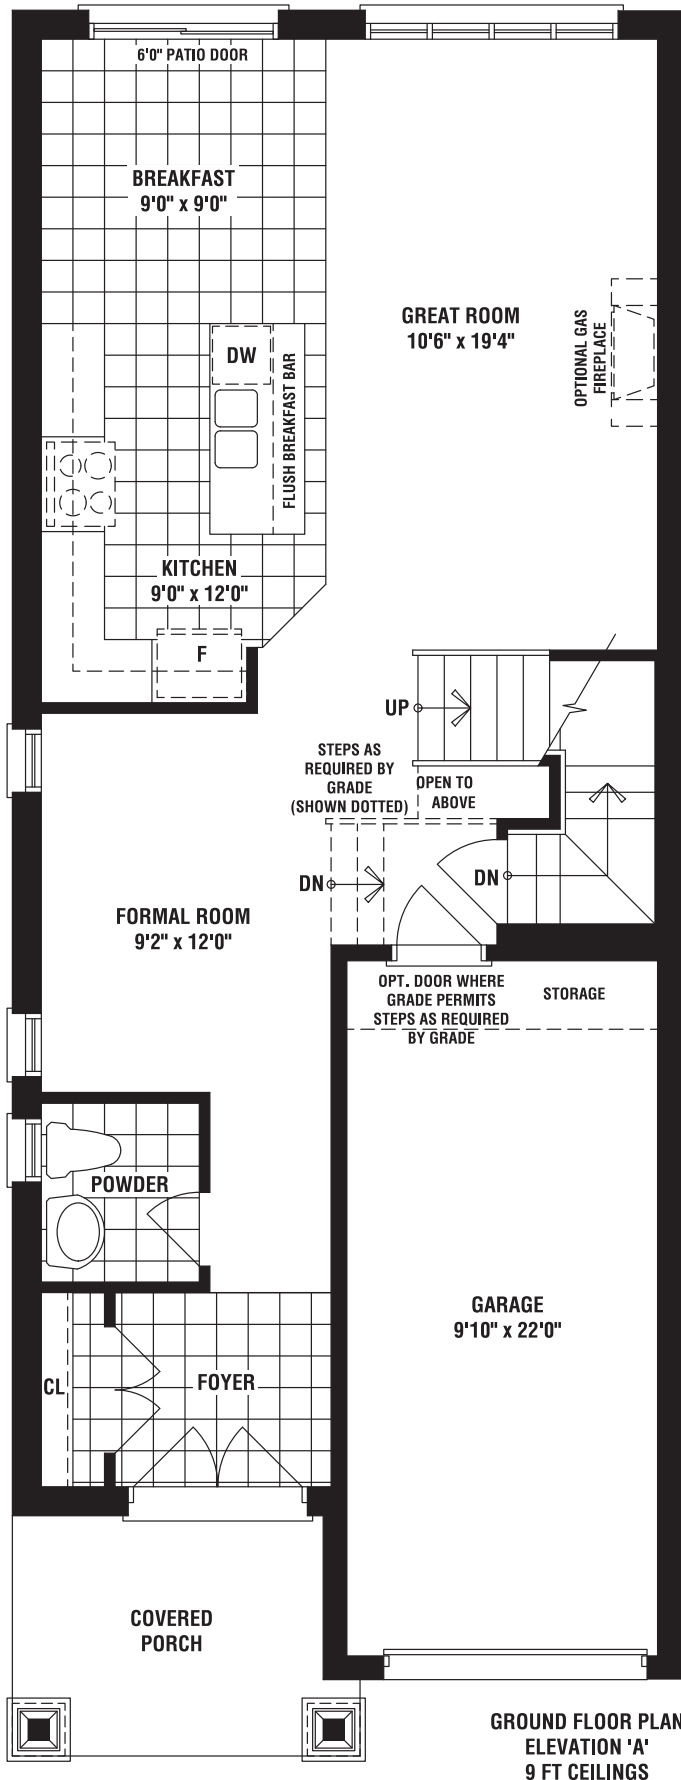 6'0" PATIO DOOR
BREAKFAST
9'0" x 9'0"
GREAT ROOM
10'6" x 19'4"
OPTIONAL GAS
FIREPLACE
DW
FLUSH BREAKFAST BAR
KITCHEN
9'0" x 12'0"
F
UP
STEPS AS
REQUIRED BY
GRADE
(SHOWN DOTTED)
OPEN TO
ABOVE
DN
DN
FORMAL ROOM
9'2" x 12'0"
OPT. DOOR WHERE
GRADE PERMITS
STEPS AS REQUIRED
BY GRADE
STORAGE
POWDER
GARAGE
9'10" x 22'0"
CL
FOYER
COVERED
PORCH
GROUND FLOOR PLAN
ELEVATION 'A'
9 FT CEILINGS